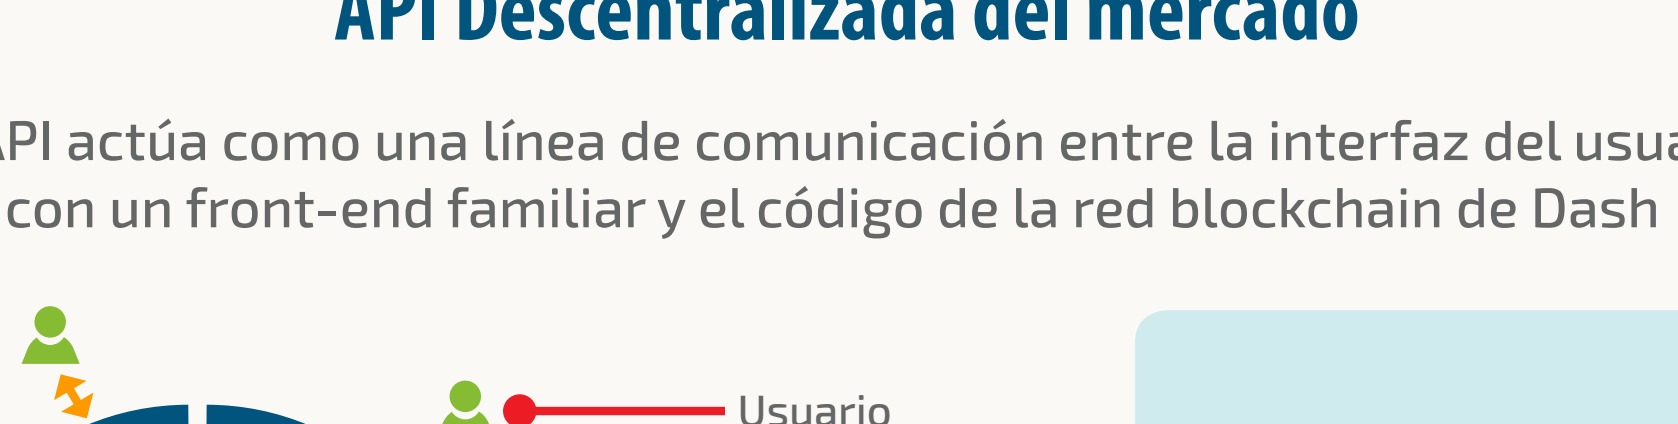 API Descentralizada del mercado
API actúa como una línea de comunicación entre la interfaz del
con un front-end familiar y el código de la red blockchain de Dash
Usuario